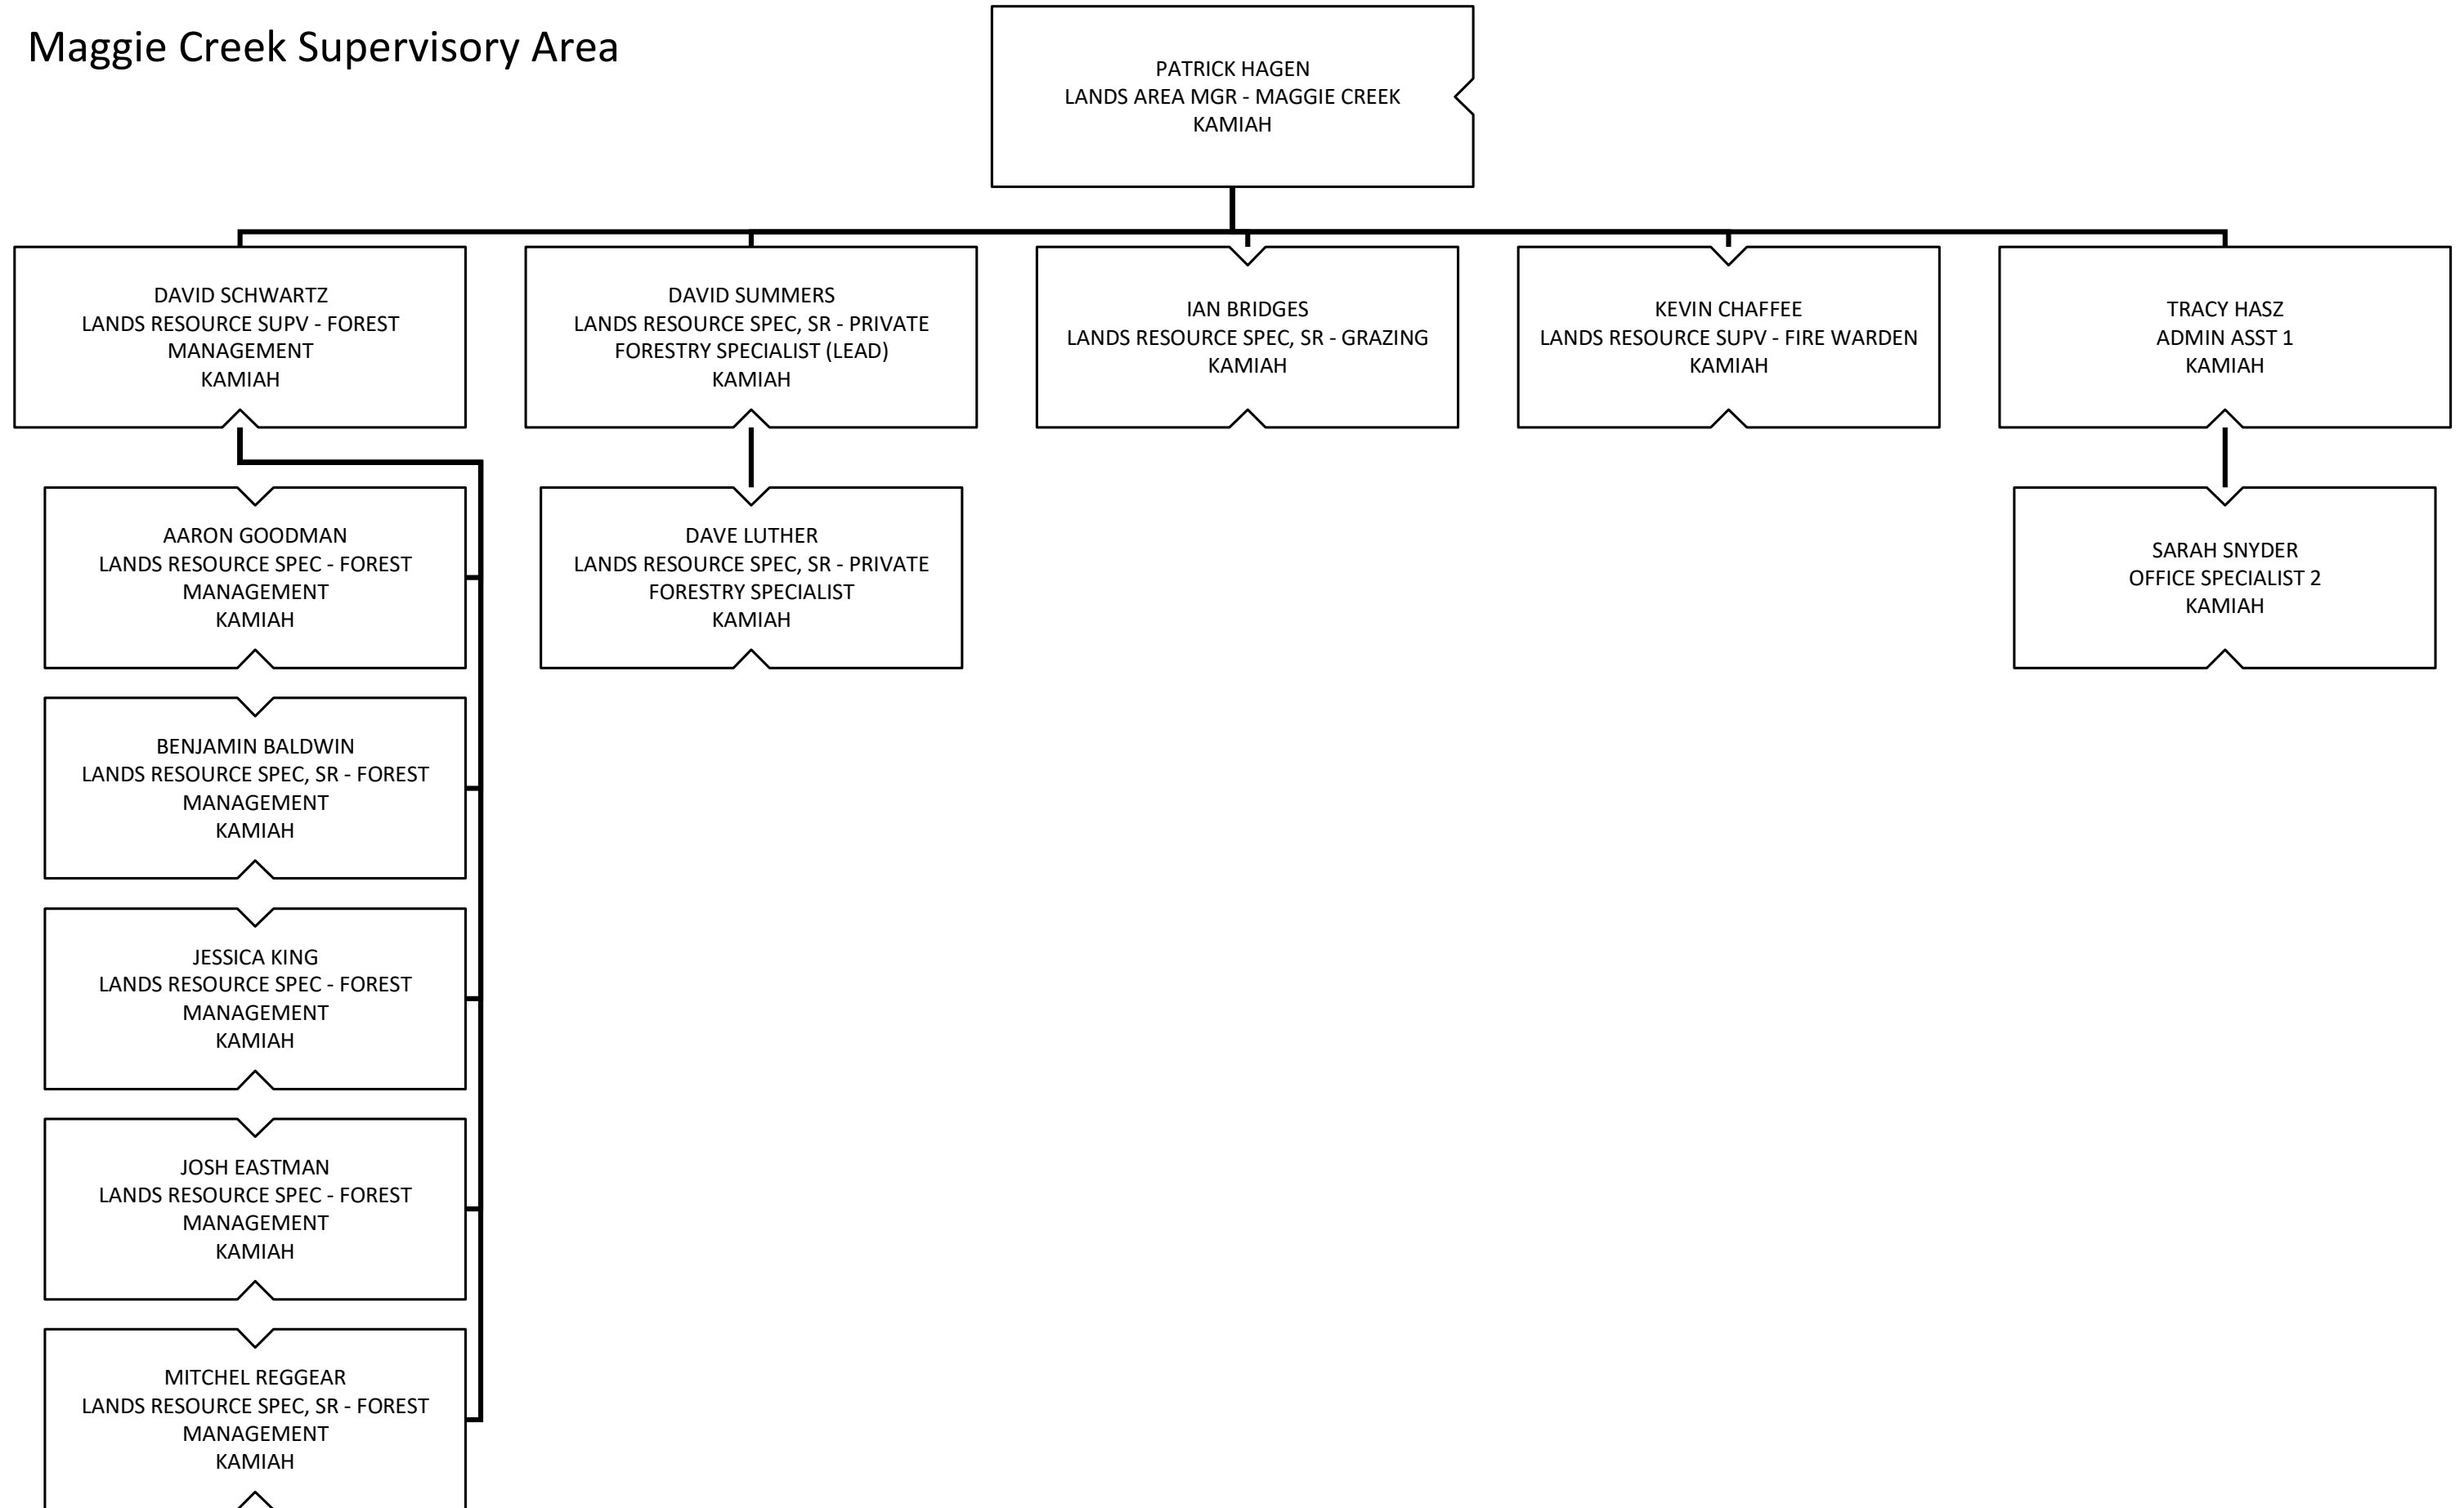 Maggie Creek Supervisory Area
PATRICK HAGEN
LANDS AREA MGR - MAGGIE CREEK
KAMIAH
DAVID SCHWARTZ
LANDS RESOURCE SUPV - FOREST
MANAGEMENT
KAMIAH
DAVID SUMMERS
LANDS RESOURCE SPEC, SR - PRIVATE
FORESTRY SPECIALIST (LEAD)
KAMIAH
IAN BRIDGES
LANDS RESOURCE SPEC, SR - GRAZING
KAMIAH
KEVIN CHAFFEE
LANDS RESOURCE SUPV - FIRE WARDEN
KAMIAH
TRACY HASZ
ADMIN ASST 1
KAMIAH
AARON GOODMAN
LANDS RESOURCE SPEC - FOREST
MANAGEMENT
KAMIAH
DAVE LUTHER
LANDS RESOURCE SPEC, SR - PRIVATE
FORESTRY SPECIALIST
KAMIAH
SARAH SNYDER
OFFICE SPECIALIST 2
KAMIAH
BENJAMIN BALDWIN
LANDS RESOURCE SPEC, SR - FOREST
MANAGEMENT
KAMIAH
JESSICA KING
LANDS RESOURCE SPEC - FOREST
MANAGEMENT
KAMIAH
JOSH EASTMAN
LANDS RESOURCE SPEC - FOREST
MANAGEMENT
KAMIAH
MITCHEL REGGEAR
LANDS RESOURCE SPEC, SR - FOREST
MANAGEMENT
KAMIAH